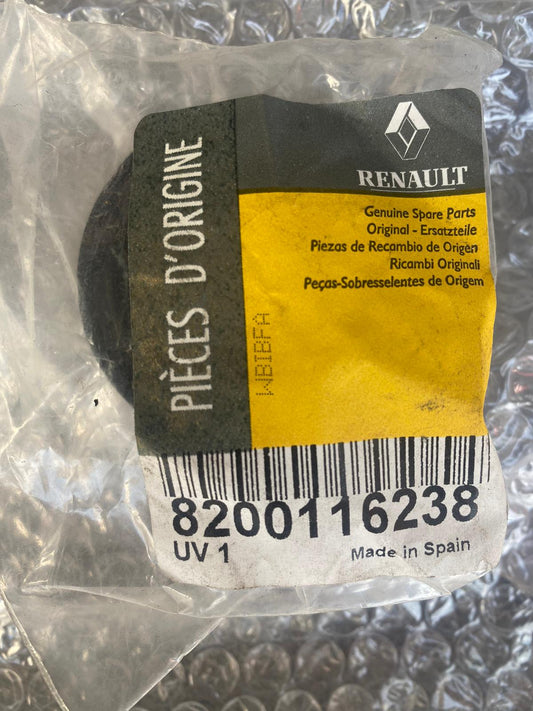 PIÈCES D'ORIGINE
RENAULT
Genuine Spare Parts
Original - Ersatzteile
Piezas de Recambio de Origen
Ricambi Originali
Peças-Sobresselentes de Origem
8200116238
UV 1
Made in Spain